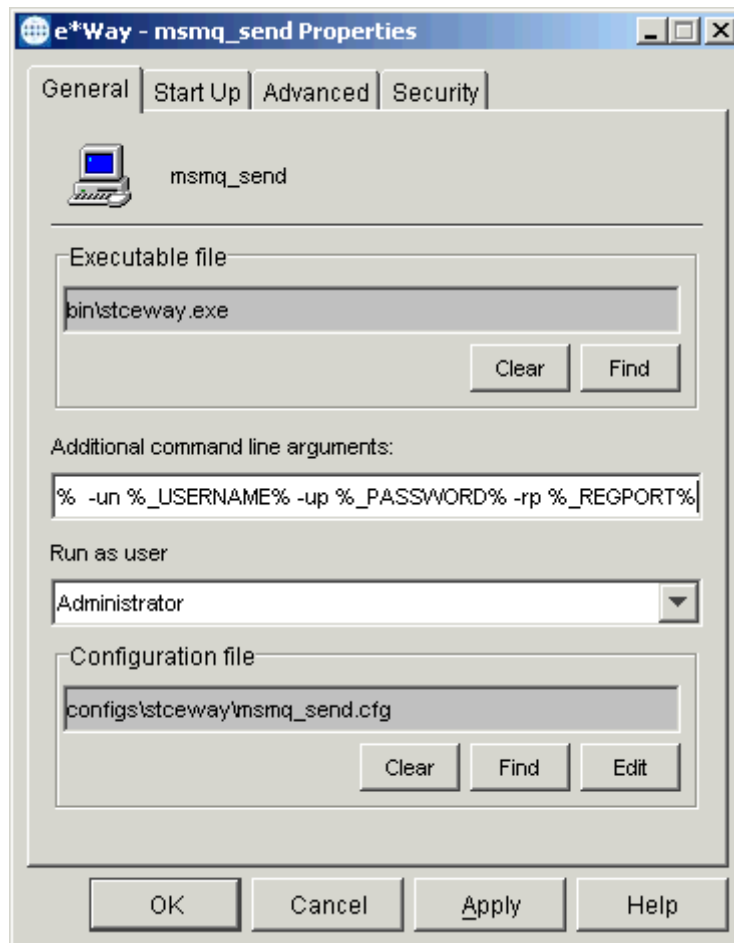 e*Way - msmq_send Properties
General Start Up Advanced Security
msmq_send
Executable file
bin\stceway.exe
Clear Find
Additional command line arguments:
% -un %_USERNAME% -up %_PASSWORD% -rp %_REGPORT%
Run as user
Administrator
Configuration file
configs\stceway\msmq_send.cfg
Clear Find Edit
OK Cancel Apply Help